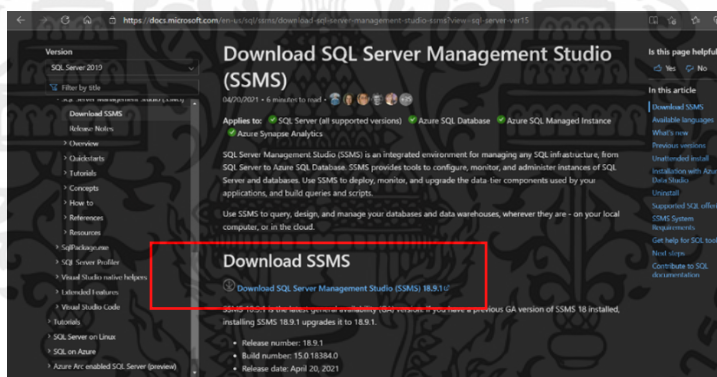 https://docs.microsoft.com/en-us/sql/ssms/download-sql-server-management-studio-ssms?view=sql-server-ver15
Version
SQL Server 2019
Filter by title
SQL Server Management Studio (SSMS)
Download SSMS
Release Notes
Overview
Quickstarts
Tutorials
Concepts
How to
References
Resources
SqlPackage.exe
SQL Server Profiler
Visual Studio native helpers
Extended Features
Visual Studio Code
Tutorials
SQL Server on Linux
SQL on Azure
Azure Arc enabled SQL Server (preview)
Download SQL Server Management Studio
(SSMS)
04/20/2021 • 6 minutes to read •
Applies to: SQL Server (all supported versions) Azure SQL Database Azure SQL Managed Instance
Azure Synapse Analytics
SQL Server Management Studio (SSMS) is an integrated environment for managing any SQL infrastructure, from
SQL Server to Azure SQL Database. SSMS provides tools to configure, monitor, and administer instances of SQL
Server and databases. Use SSMS to deploy, monitor, and upgrade the data-tier components used by your
applications, and build queries and scripts.
Use SSMS to query, design, and manage your databases and data warehouses, wherever they are - on your local
computer, or in the cloud.
Download SSMS
Download SQL Server Management Studio (SSMS) 18.9.1
SSMS 18.9.1 is the latest general availability (GA) version. If you have a previous GA version of SSMS 18 installed,
installing SSMS 18.9.1 upgrades it to 18.9.1.
• Release number: 18.9.1
• Build number: 15.0.18384.0
• Release date: April 20, 2021
Is this page helpful
Yes No
In this article
Download SSMS
Available languages
What's new
Previous versions
Unattended install
Installation with Azu
Data Studio
Uninstall
Supported SQL offeri
SSMS System
Requirements
Get help for SQL tool
Next steps
Contribute to SQL
documentation